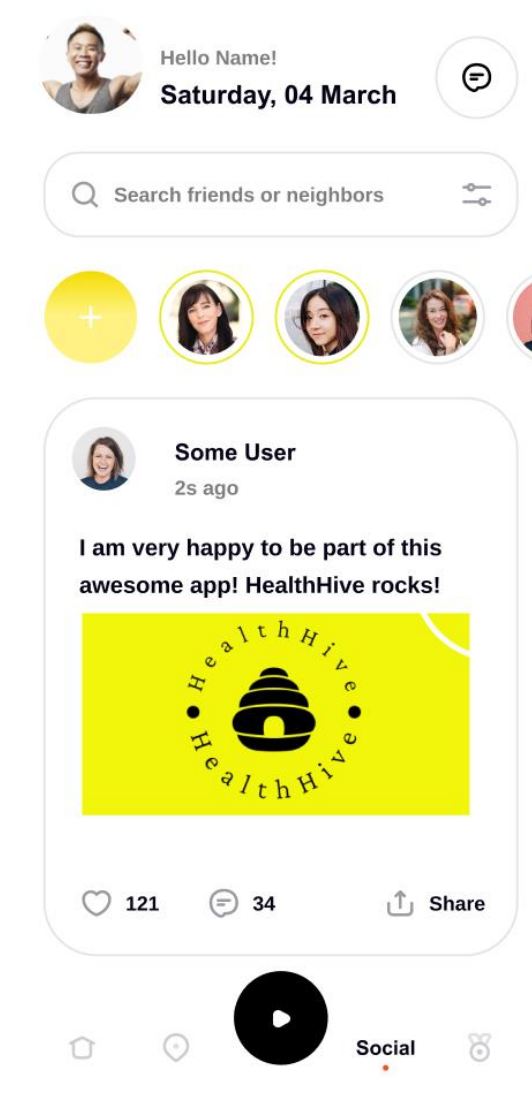 Hello Name!
Saturday, 04 March
Search friends or neighbors
Some User
2s ago
I am very happy to be part of this
awesome app! HealthHive rocks!
HealthHive
HealthHive
121
34
Share
Social